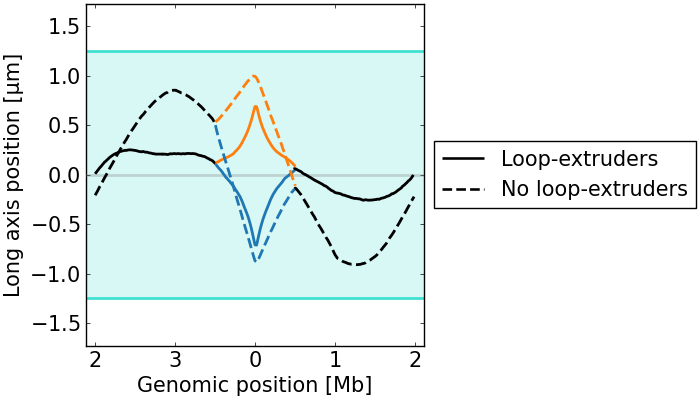 1.5
1.0
0.5
0.0
−0.5
−1.0
−1.5
Long axis position [μm]
2 3 0 1 2
Genomic position [Mb]
Loop-extruders
No loop-extruders